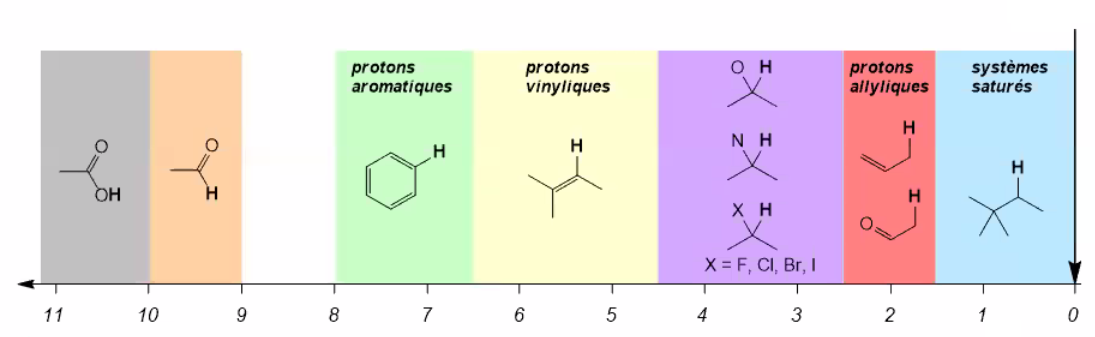 protons
aromatiques
protons
vinyliques
protons
allyliques
systèmes
saturés
O
OH
O
H
H
H
O H
N H
X H
X = F, Cl, Br, I
H
O
H
H
11 10 9 8 7 6 5 4 3 2 1 0